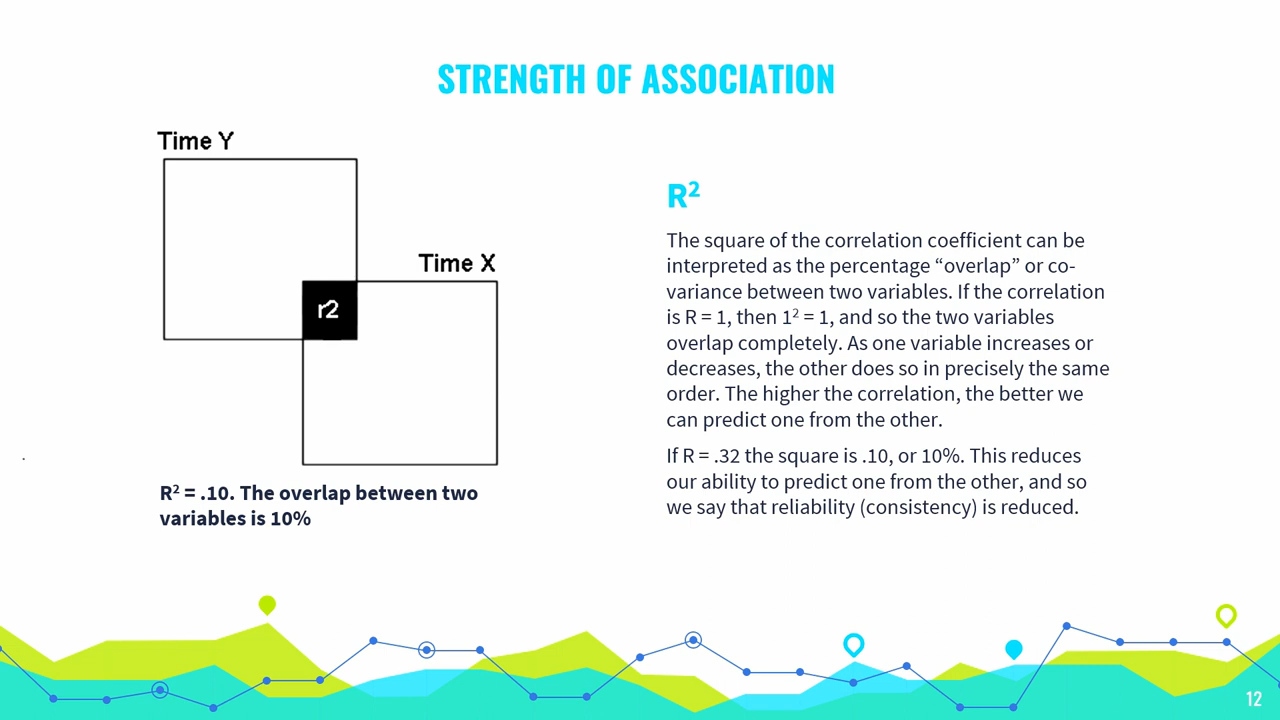 STRENGTH OF ASSOCIATION
Time Y
Time X
r2
R² = .10. The overlap between two
variables is 10%
R²
The square of the correlation coefficient can be
interpreted as the percentage “overlap” or co-
variance between two variables. If the correlation
is R = 1, then 1² = 1, and so the two variables
overlap completely. As one variable increases or
decreases, the other does so in precisely the same
order. The higher the correlation, the better we
can predict one from the other.
If R = .32 the square is .10, or 10%. This reduces
our ability to predict one from the other, and so
we say that reliability (consistency) is reduced.
12